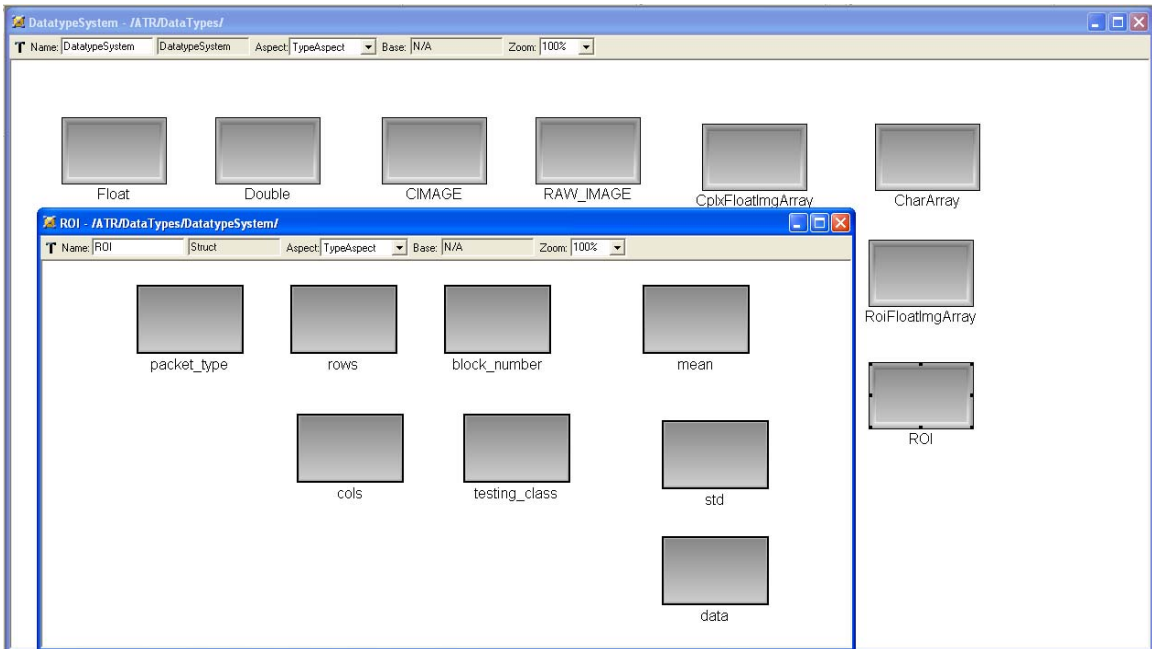 DatatypeSystem - /ATR/DataTypes/
T Name: DatatypeSystem DatatypeSystem Aspect: TypeAspect Base: N/A Zoom: 100%
Float Double CIMAGE RAW_IMAGE CplxFloatImgArray CharArray
ROI - /ATR/DataTypes/DatatypeSystem/
T Name: ROI Struct Aspect: TypeAspect Base: N/A Zoom: 100%
RoiFloatImgArray
packet_type rows block_number mean
ROI
cols testing_class std
data